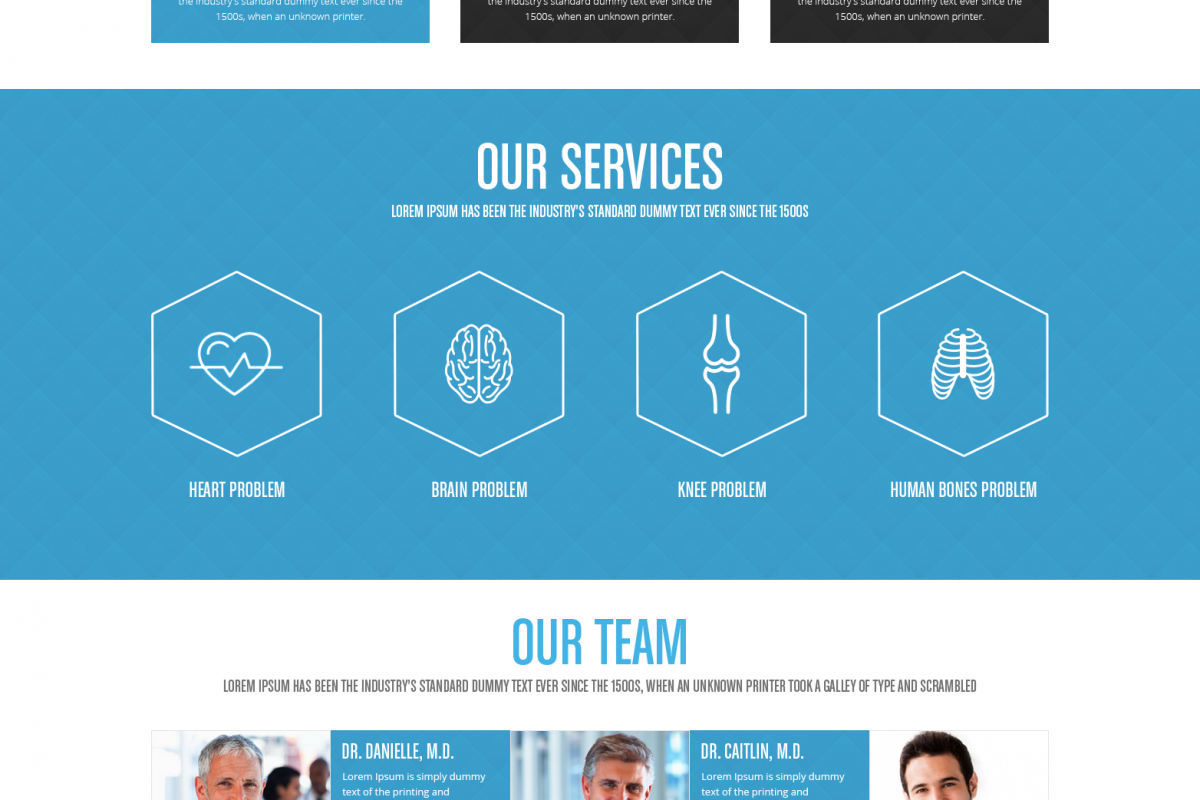 the industry's standard dummy text ever since the
1500s, when an unknown printer.
the industry's standard dummy text ever since the
1500s, when an unknown printer.
the industry's standard dummy text ever since the
1500s, when an unknown printer.
OUR SERVICES
LOREM IPSUM HAS BEEN THE INDUSTRY'S STANDARD DUMMY TEXT EVER SINCE THE 1500S
HEART PROBLEM
BRAIN PROBLEM
KNEE PROBLEM
HUMAN BONES PROBLEM
OUR TEAM
LOREM IPSUM HAS BEEN THE INDUSTRY'S STANDARD DUMMY TEXT EVER SINCE THE 1500S, WHEN AN UNKNOWN PRINTER TOOK A GALLEY OF TYPE AND SCRAMBLED
DR. DANIELLE, M.D.
Lorem Ipsum is simply dummy
text of the printing and
DR. CAITLIN, M.D.
Lorem Ipsum is simply dummy
text of the printing and